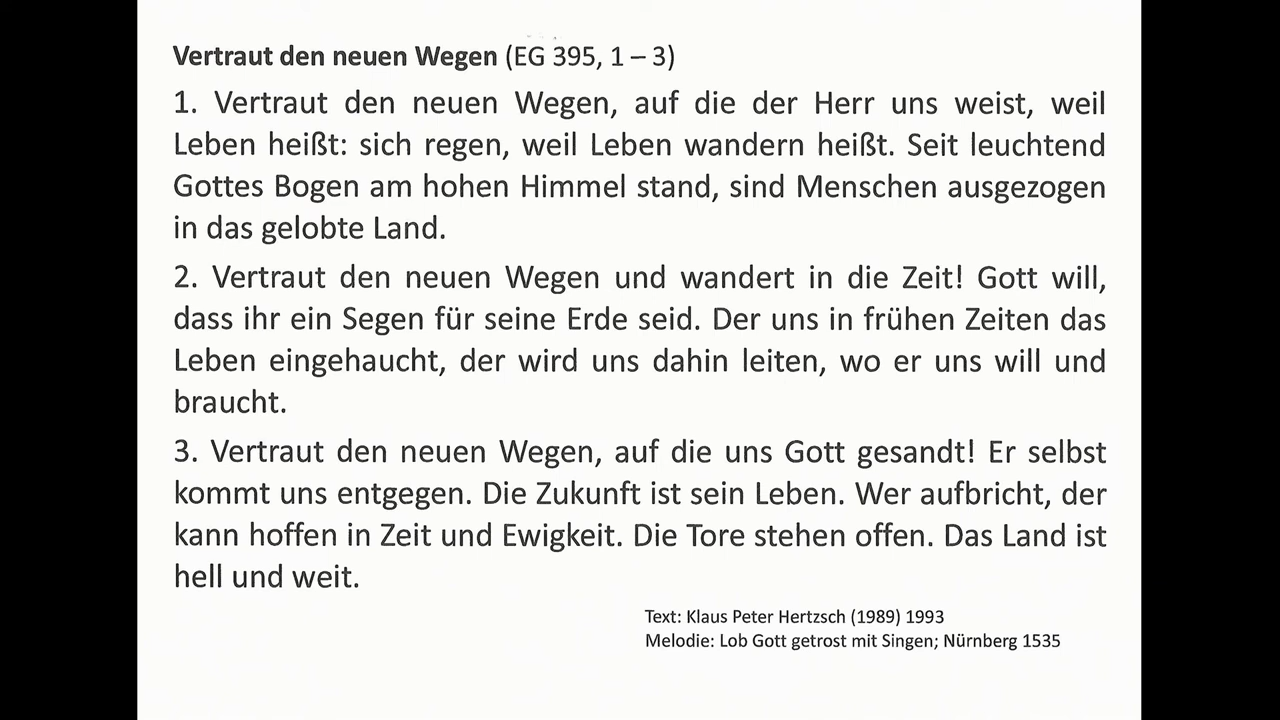 Vertraut den neuen Wegen (EG 395, 1 – 3)
1. Vertraut den neuen Wegen, auf die der Herr uns weist, weil
Leben heißt: sich regen, weil Leben wandern heißt. Seit leuchtend
Gottes Bogen am hohen Himmel stand, sind Menschen ausgezogen
in das gelobte Land.
2. Vertraut den neuen Wegen und wandert in die Zeit! Gott will,
dass ihr ein Segen für seine Erde seid. Der uns in frühen Zeiten das
Leben eingehaucht, der wird uns dahin leiten, wo er uns will und
braucht.
3. Vertraut den neuen Wegen, auf die uns Gott gesandt! Er selbst
kommt uns entgegen. Die Zukunft ist sein Leben. Wer aufbricht, der
kann hoffen in Zeit und Ewigkeit. Die Tore stehen offen. Das Land ist
hell und weit.
Text: Klaus Peter Hertzsch (1989) 1993
Melodie: Lob Gott getrost mit Singen; Nürnberg 1535